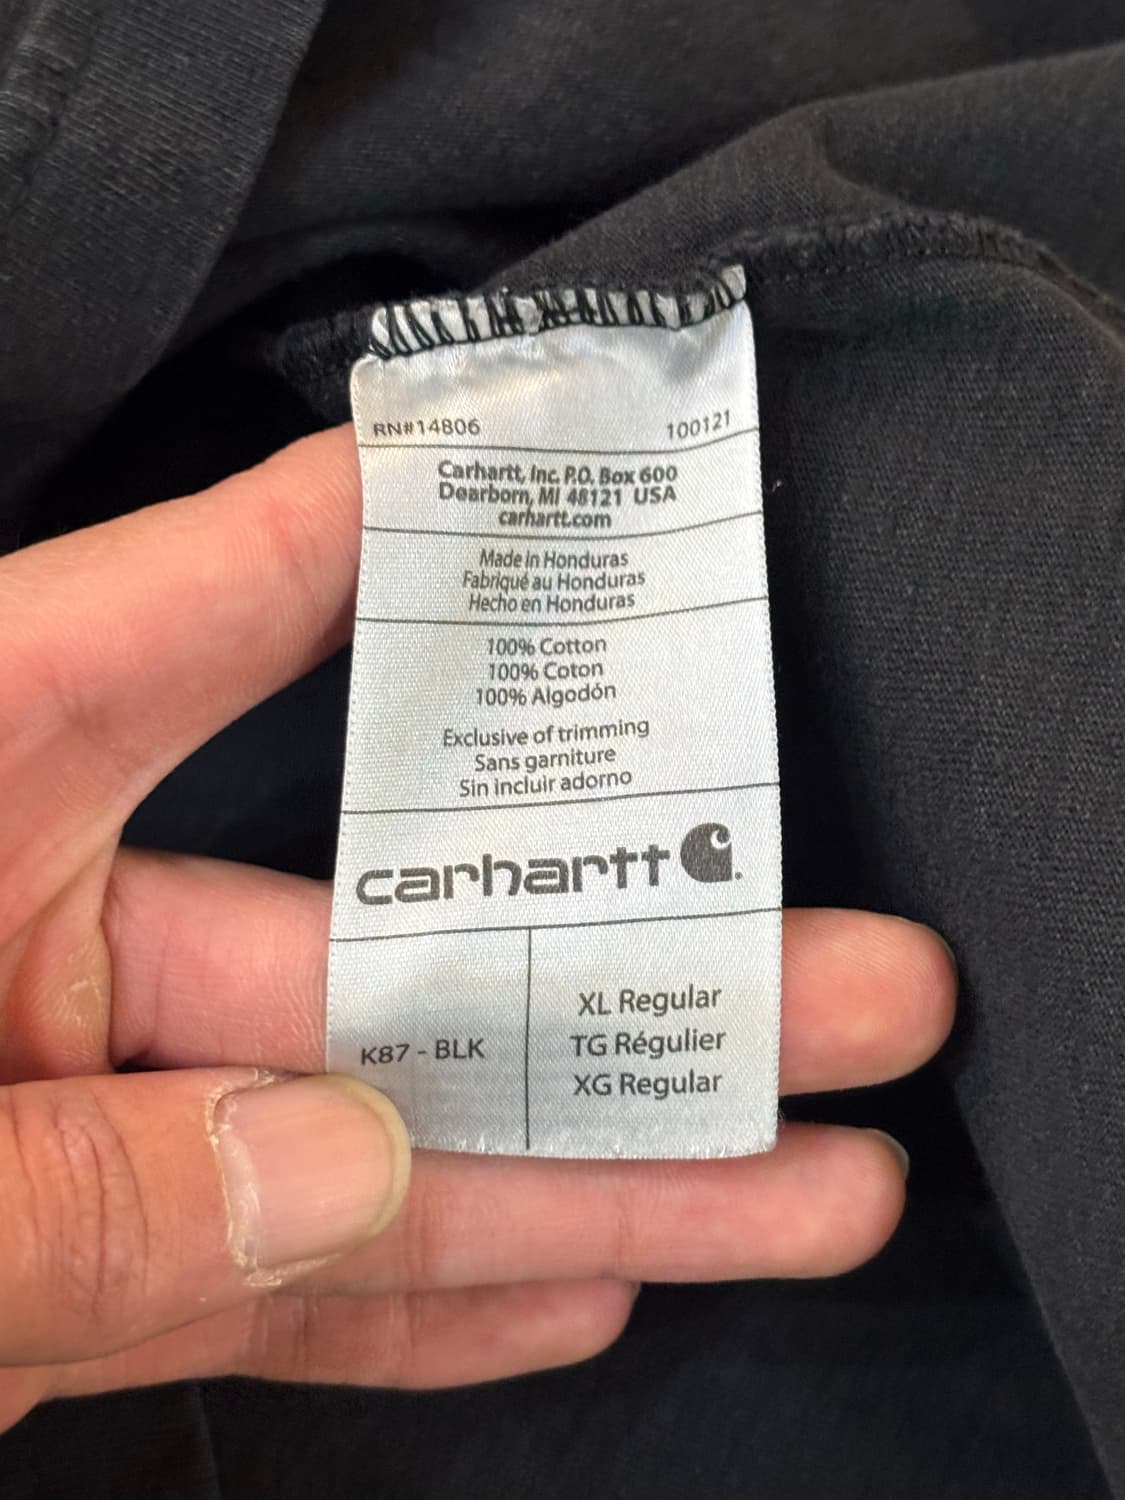 RN#14806 100121
Carhartt, Inc. P.O. Box 600
Dearborn, MI 48121 USA
carhartt.com
Made in Honduras
Fabriqué au Honduras
Hecho en Honduras
100% Cotton
100% Coton
100% Algodón
Exclusive of trimming
Sans garniture
Sin incluir adorno
carhartt
K87 - BLK
XL Regular
TG Régulier
XG Regular